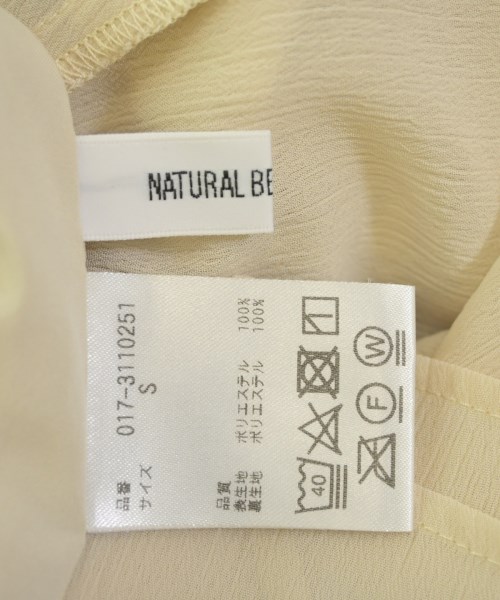 NATURAL BE
品番 017-3110251
サイズ S
品質
表生地 ポリエステル 100%
裏生地 ポリエステル 100%
40
F
W